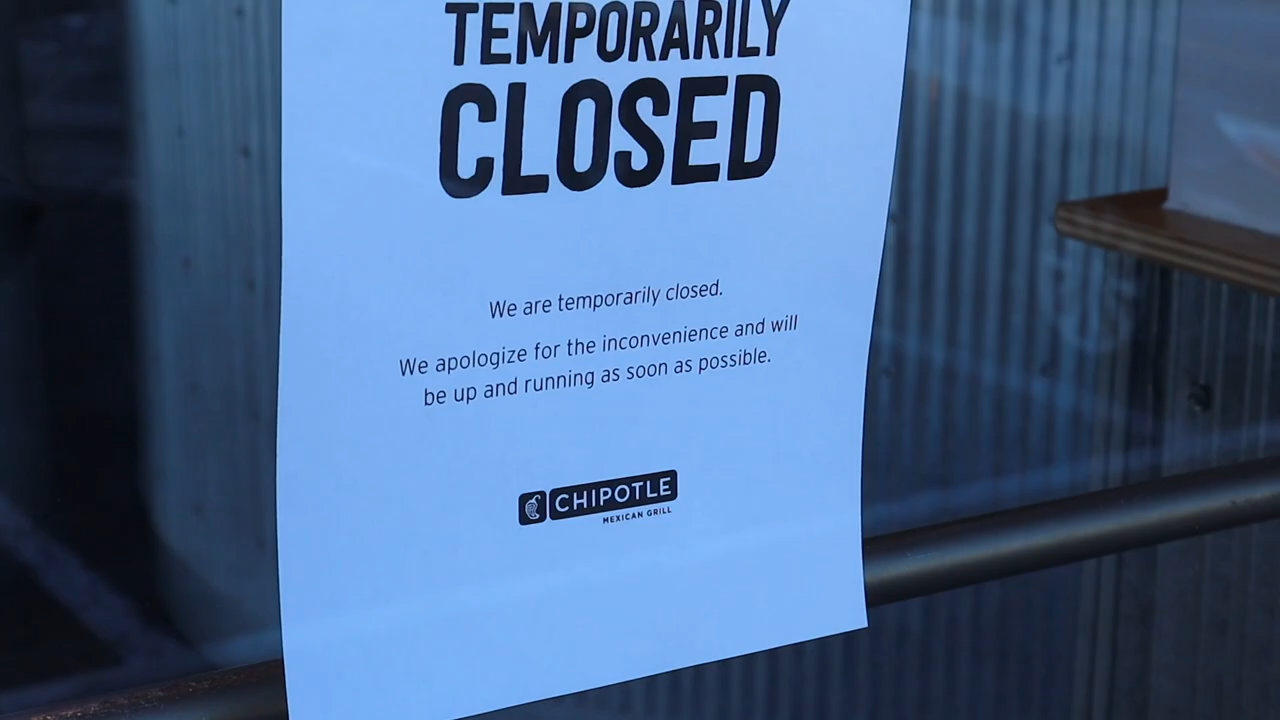 TEMPORARILY
CLOSED
We are temporarily closed.
We apologize for the inconvenience and will
be up and running as soon as possible.
CHIPOTLE
MEXICAN GRILL